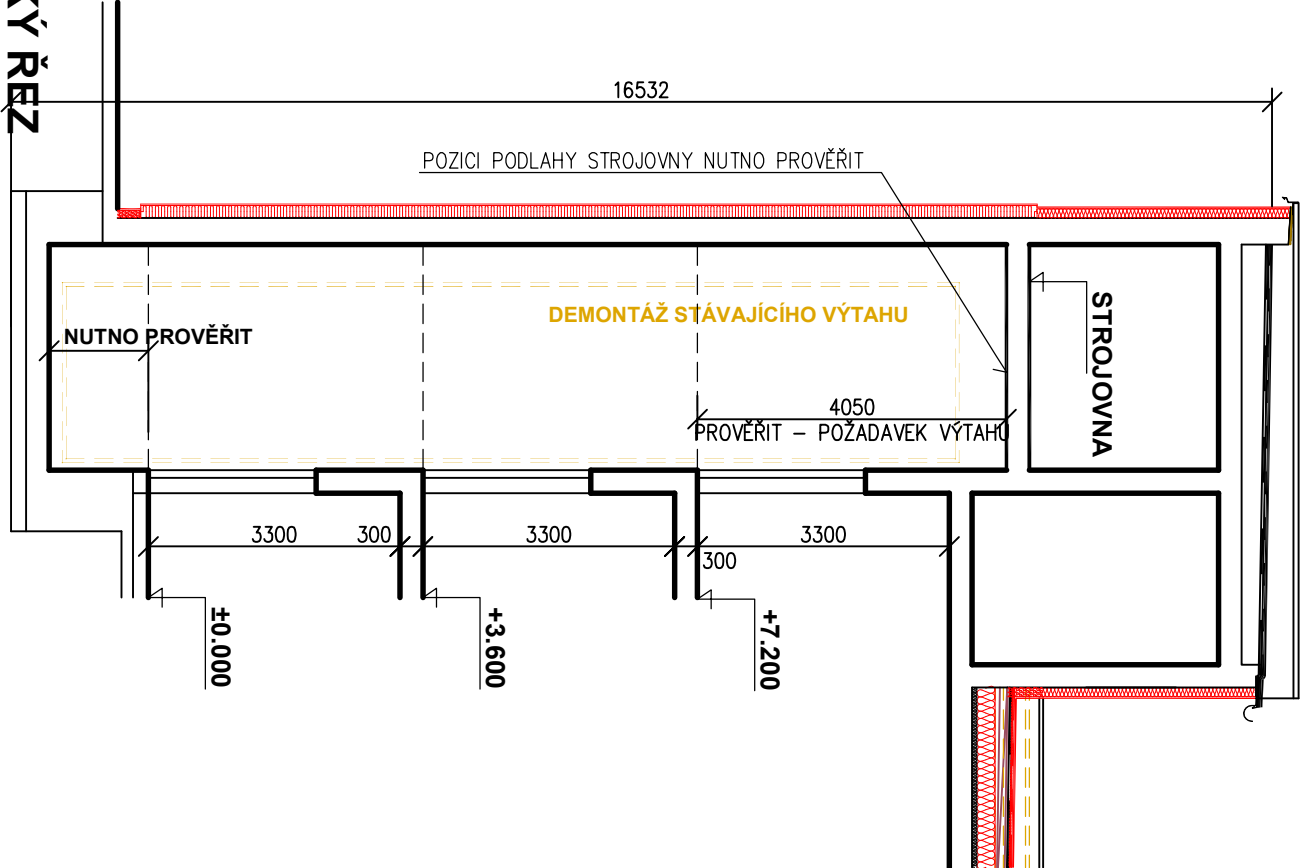 KÝ ŘEZ
16532
POZICI PODLAHY STROJOVNY NUTNO PROVĚŘIT
STROJOVNA
DEMONTÁŽ STÁVAJÍCÍHO VÝTAHU
NUTNO PROVĚŘIT
4050
PROVĚŘIT – POŽADAVEK VÝTAHU
3300
300
3300
300
3300
±0.000
+3.600
+7.200